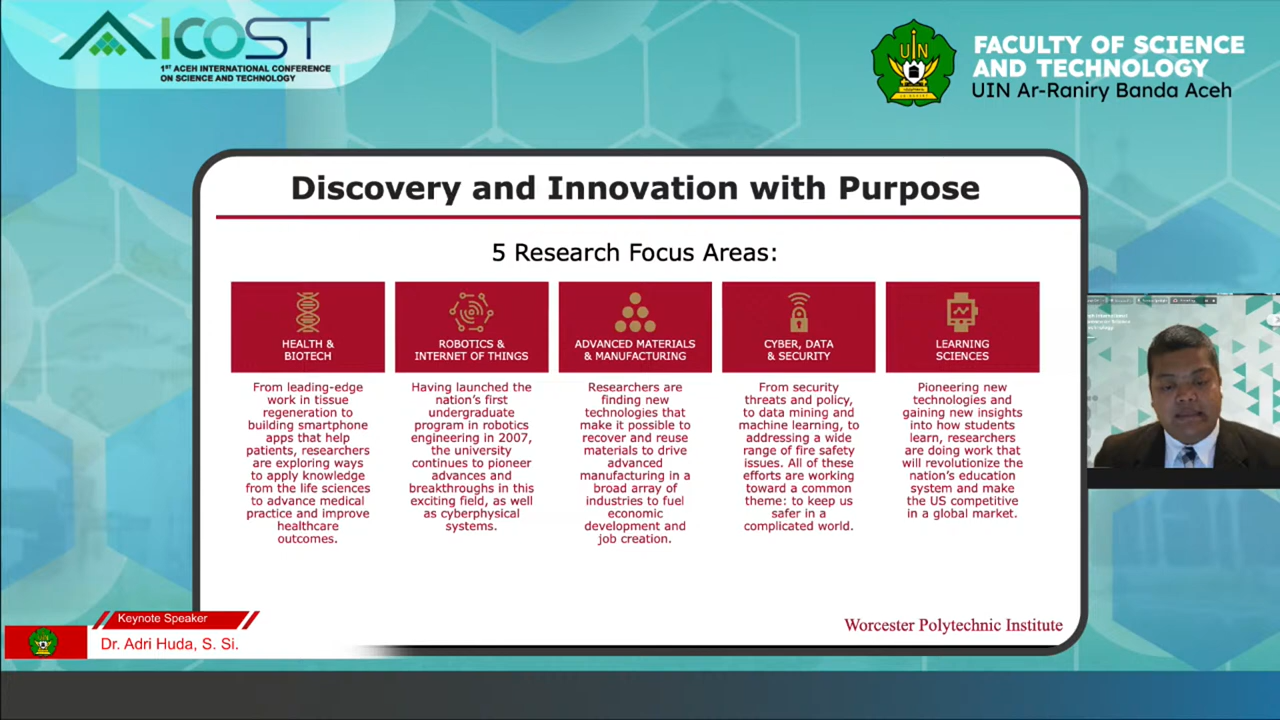 AICOST
1ST ACEH INTERNATIONAL CONFERENCE
ON SCIENCE AND TECHNOLOGY
UIN
FACULTY OF SCIENCE
AND TECHNOLOGY
UIN Ar-Raniry Banda Aceh
Discovery and Innovation with Purpose
5 Research Focus Areas:
HEALTH &
BIOTECH
From leading-edge
work in tissue
regeneration to
building smartphone
apps that help
patients, researchers
are exploring ways
to apply knowledge
from the life sciences
to advance medical
practice and improve
healthcare
outcomes.
ROBOTICS &
INTERNET OF THINGS
Having launched the
nation's first
undergraduate
program in robotics
engineering in 2007,
the university
continues to pioneer
advances and
breakthroughs in this
exciting field, as well
as cyberphysical
systems.
ADVANCED MATERIALS
& MANUFACTURING
Researchers are
finding new
technologies that
make it possible to
recover and reuse
materials to drive
advanced
manufacturing in a
broad array of
industries to fuel
economic
development and
job creation.
CYBER, DATA
& SECURITY
From security
threats and policy,
to data mining and
machine learning, to
addressing a wide
range of fire safety
issues. All of these
efforts are working
toward a common
theme: to keep us
safer in a
complicated world.
LEARNING
SCIENCES
Pioneering new
technologies and
gaining new insights
into how students
learn, researchers
are doing work that
will revolutionize the
nation's education
system and make
the US competitive
in a global market.
Worcester Polytechnic Institute
Keynote Speaker
Dr. Adri Huda, S. Si.